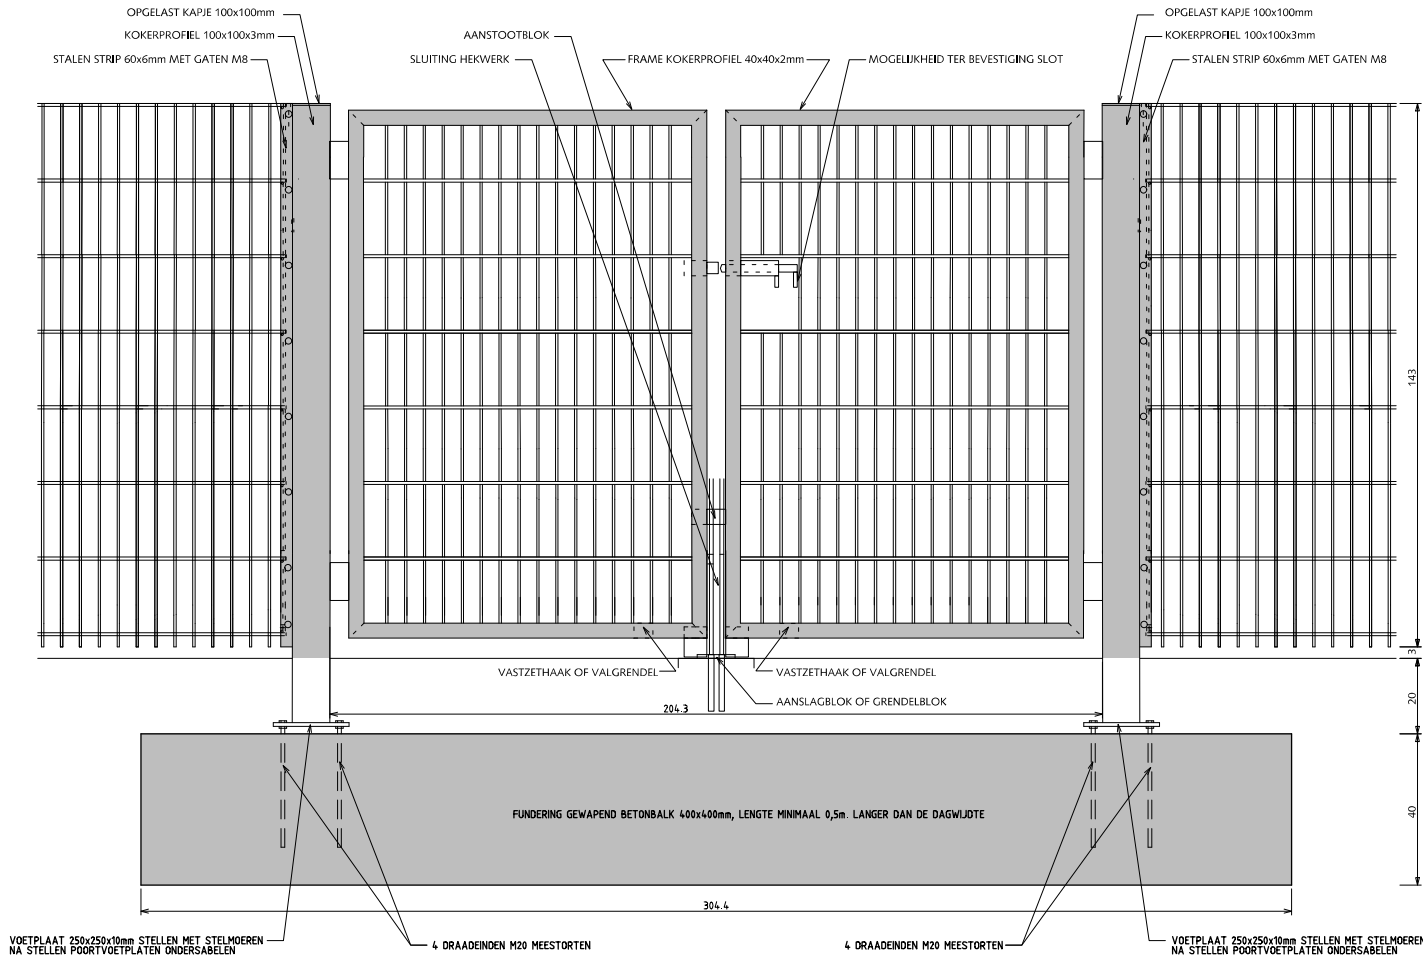 OPGELAST KAPJE 100x100mm
OPGELAST KAPJE 100x100mm
KOKERPROFIEL 100x100x3mm
AANSTOOTBLOK
KOKERPROFIEL 100x100x3mm
STALEN STRIP 60x6mm MET GATEN M8
SLUITING HEKWERK
FRAME KOKERPROFIEL 40x40x2mm
MOGELIJKHEID TER BEVESTIGING SLOT
STALEN STRIP 60x6mm MET GATEN M8
143
3
VASTZETHAAK OF VALGRENDEL
VASTZETHAAK OF VALGRENDEL
AANSLAGBLOK OF GRENDELBLOK
20
204.3
40
FUNDERING GEWAPEND BETONBALK 400x400mm, LENGTE MINIMAAL 0,5m. LANGER DAN DE DAGWIJDTE
304.4
VOETPLAAT 250x250x10mm STELLEN MET STELMOEREN
NA STELLEN POORTVOETPLATEN ONDERSABELEN
4 DRAADEINDEN M20 MEESTORTEN
4 DRAADEINDEN M20 MEESTORTEN
VOETPLAAT 250x250x10mm STELLEN MET STELMOEREN
NA STELLEN POORTVOETPLATEN ONDERSABELEN